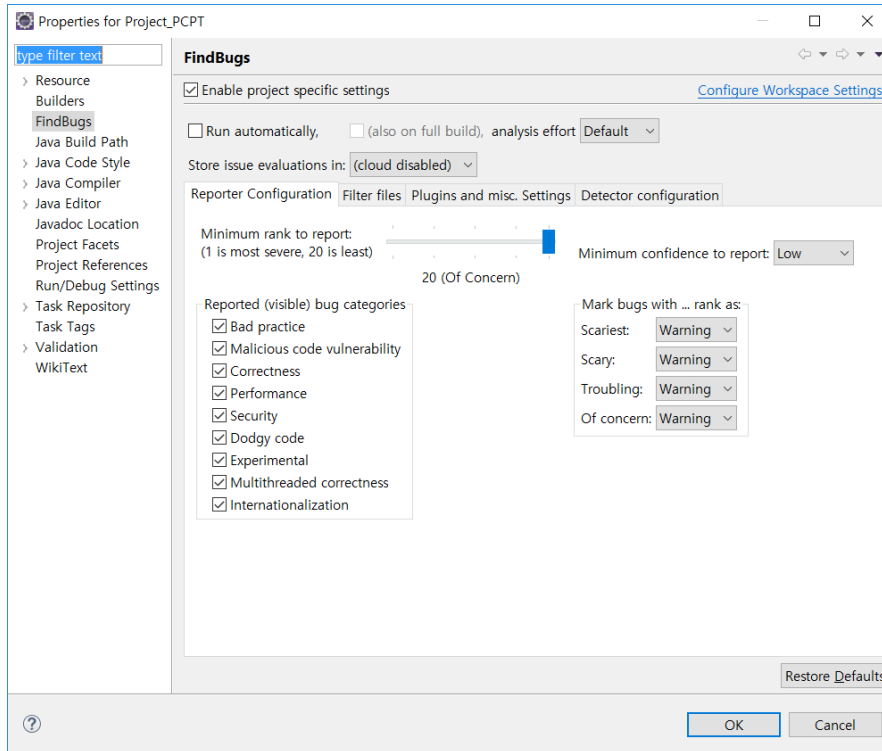 Properties for Project_PCPT
type filter text
Resource
Builders
FindBugs
Java Build Path
Java Code Style
Java Compiler
Java Editor
Javadoc Location
Project Facets
Project References
Run/Debug Settings
Task Repository
Task Tags
Validation
WikiText
FindBugs
Enable project specific settings
Configure Workspace Settings
Run automatically, (also on full build), analysis effort Default
Store issue evaluations in: (cloud disabled)
Reporter Configuration Filter files Plugins and misc. Settings Detector configuration
Minimum rank to report:
(1 is most severe, 20 is least)
20 (Of Concern)
Minimum confidence to report: Low
Reported (visible) bug categories
Bad practice
Malicious code vulnerability
Correctness
Performance
Security
Dodgy code
Experimental
Multithreaded correctness
Internationalization
Mark bugs with ... rank as:
Scariest: Warning
Scary: Warning
Troubling: Warning
Of concern: Warning
Restore Defaults
?
OK Cancel